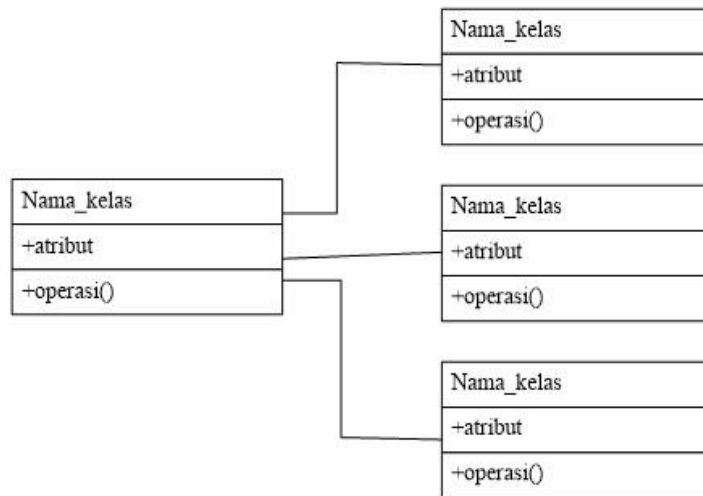 Nama_kelas
+atribut
+operasi()
Nama_kelas
+atribut
+operasi()
Nama_kelas
+atribut
+operasi()
Nama_kelas
+atribut
+operasi()